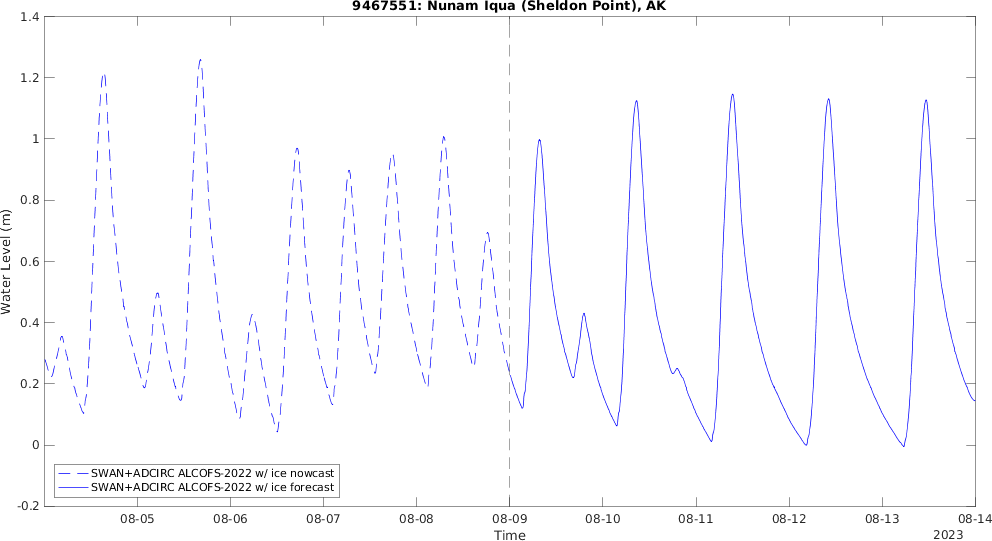 9467551: Nunam Iqua (Sheldon Point), AK
1.4
1.2
1
0.8
0.6
0.4
0.2
0
-0.2
Water Level (m)
SWAN+ADCIRC ALCOFS-2022 w/ ice nowcast
SWAN+ADCIRC ALCOFS-2022 w/ ice forecast
08-05 08-06 08-07 08-08 08-09 08-10 08-11 08-12 08-13 08-14
Time
2023